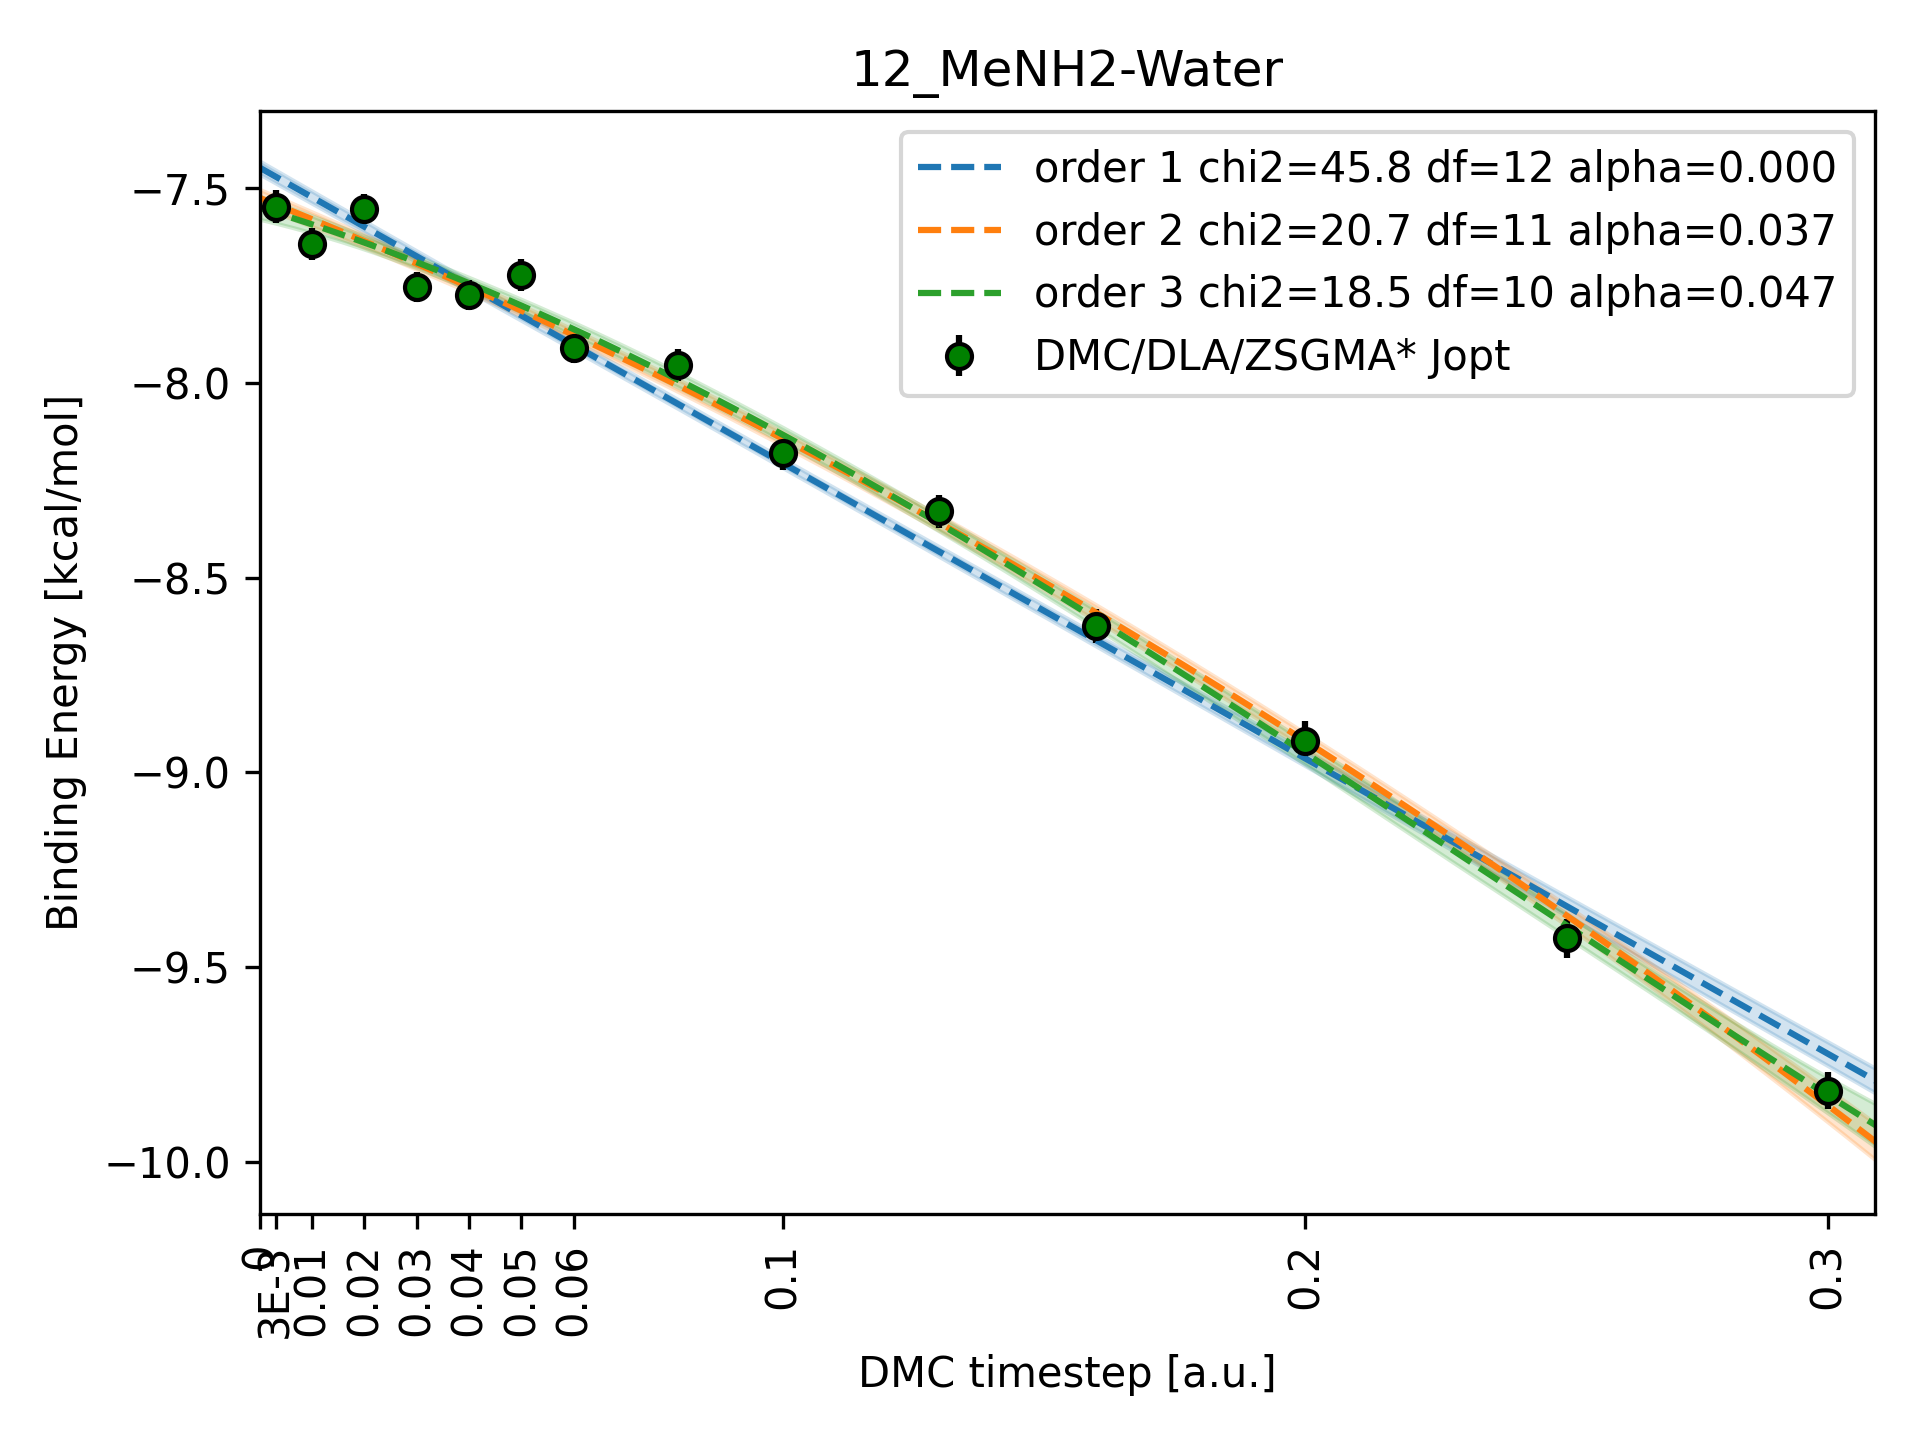 12_MeNH2-Water
order 1 chi2=45.8 df=12 alpha=0.000
order 2 chi2=20.7 df=11 alpha=0.037
order 3 chi2=18.5 df=10 alpha=0.047
DMC/DLA/ZSGMA* Jopt
Binding Energy [kcal/mol]
−7.5
−8.0
−8.5
−9.0
−9.5
−10.0
0
3E-3
0.01
0.02
0.03
0.04
0.05
0.06
0.1
0.2
0.3
DMC timestep [a.u.]